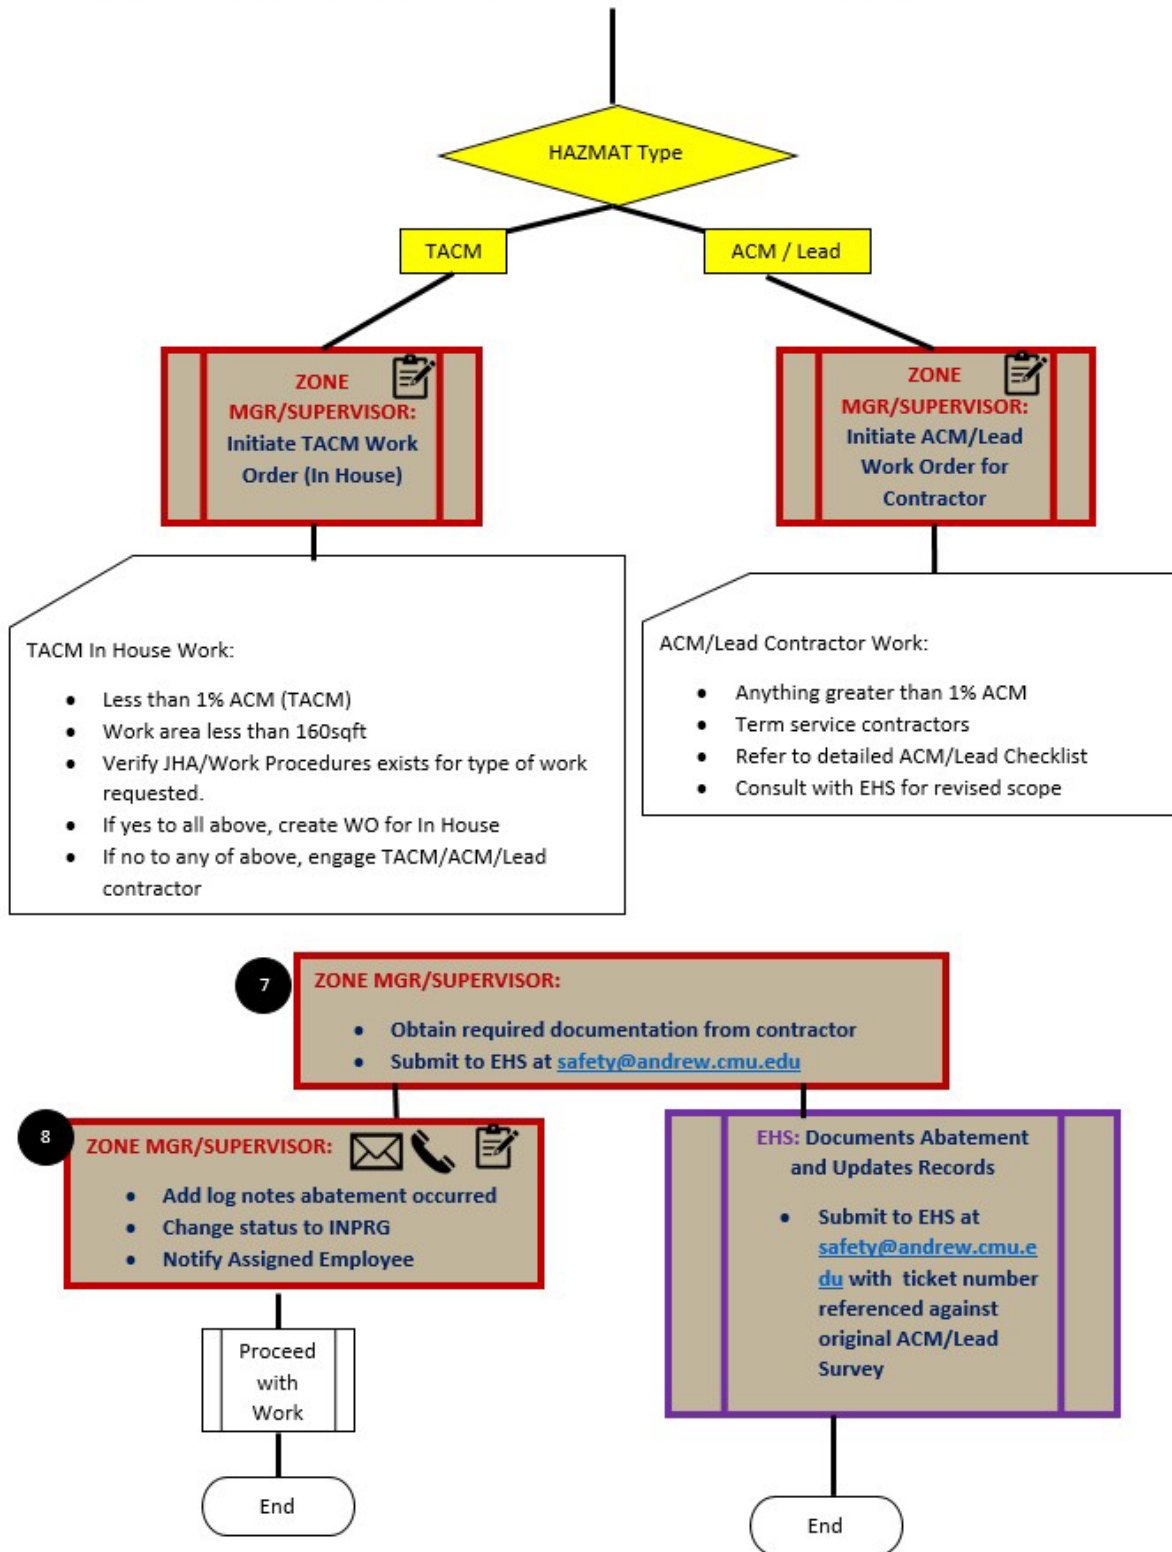 HAZMAT Type
TACM
ACM / Lead
ZONE
MGR/SUPERVISOR:
Initiate TACM Work
Order (In House)
ZONE
MGR/SUPERVISOR:
Initiate ACM/Lead
Work Order for
Contractor
TACM In House Work:
• Less than 1% ACM (TACM)
• Work area less than 160sqft
• Verify JHA/Work Procedures exists for type of work
requested.
• If yes to all above, create WO for In House
• If no to any of above, engage TACM/ACM/Lead
contractor
ACM/Lead Contractor Work:
• Anything greater than 1% ACM
• Term service contractors
• Refer to detailed ACM/Lead Checklist
• Consult with EHS for revised scope
7
ZONE MGR/SUPERVISOR:
• Obtain required documentation from contractor
• Submit to EHS at safety@andrew.cmu.edu
8
ZONE MGR/SUPERVISOR:
• Add log notes abatement occurred
• Change status to INPRG
• Notify Assigned Employee
EHS: Documents Abatement
and Updates Records
• Submit to EHS at
safety@andrew.cmu.e
du with ticket number
referenced against
original ACM/Lead
Survey
Proceed
with
Work
End
End